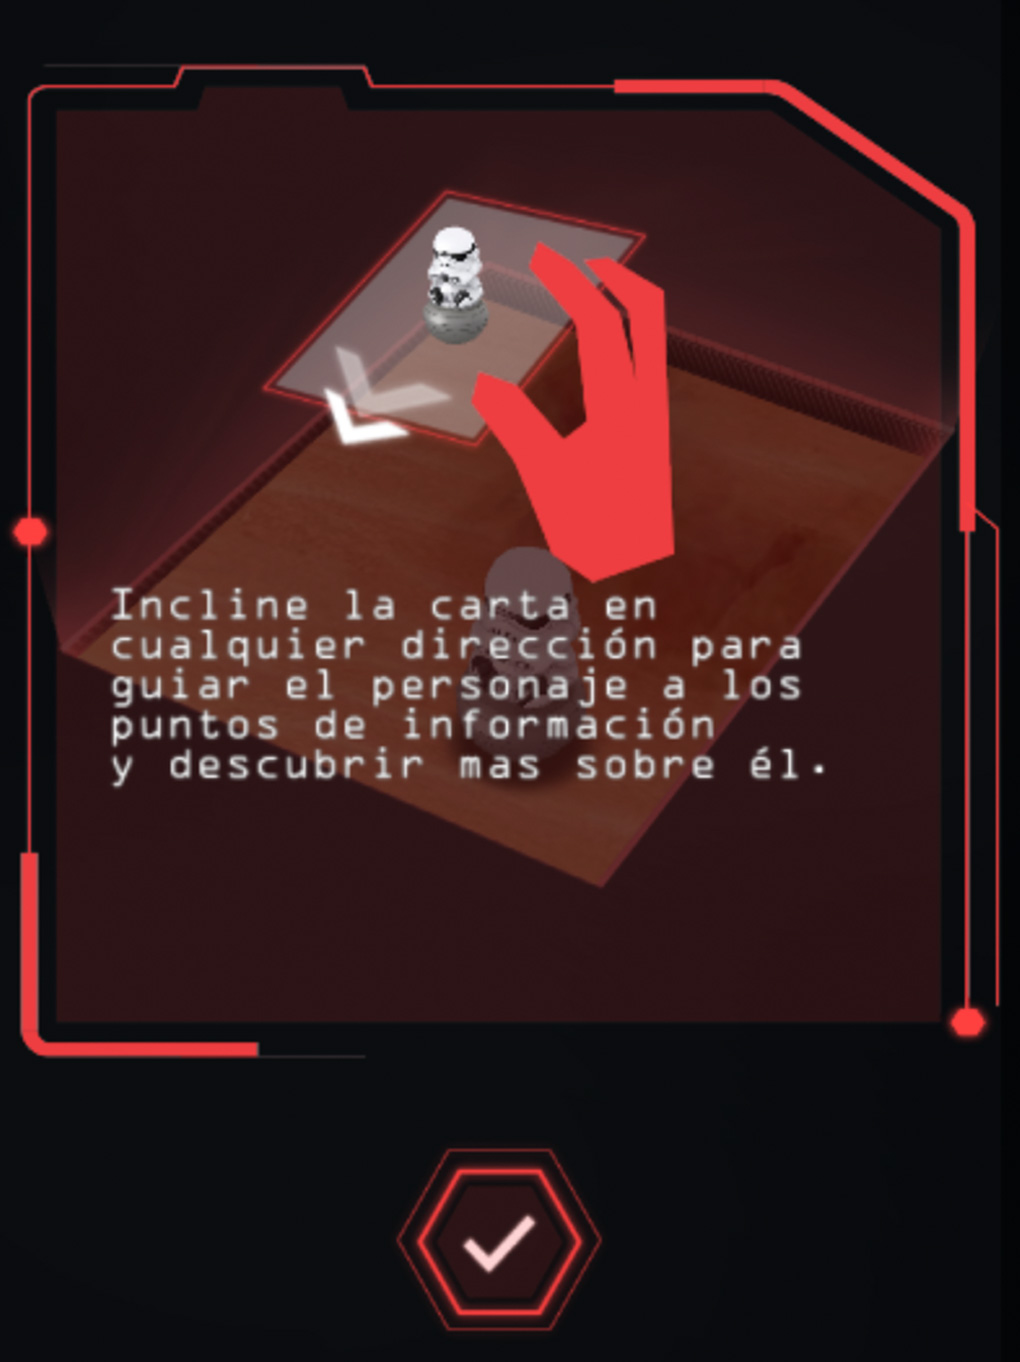 Incline la carta en
cualquier dirección para
guiar el personaje a los
puntos de información
y descubrir mas sobre él.